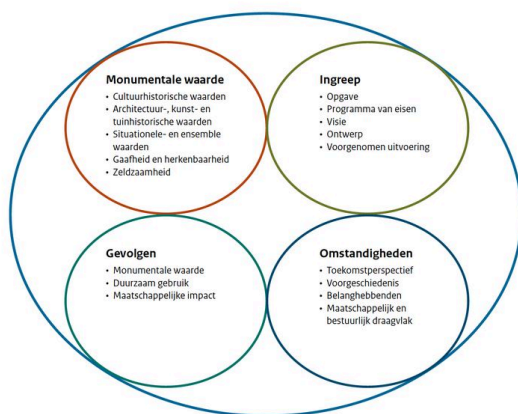 Monumentale waarde
• Cultuurhistorische waarden
• Architectuur-, kunst- en
tuinhistorische waarden
• Situationele- en ensemble
waarden
• Gaafheid en herkenbaarheid
• Zeldzaamheid
Ingreep
• Opgave
• Programma van eisen
• Visie
• Ontwerp
• Voorgenomen uitvoering
Gevolgen
• Monumentale waarde
• Duurzaam gebruik
• Maatschappelijke impact
Omstandigheden
• Toekomstperspectief
• Voorgeschiedenis
• Belanghebbenden
• Maatschappelijk en
bestuurlijk draagvlak